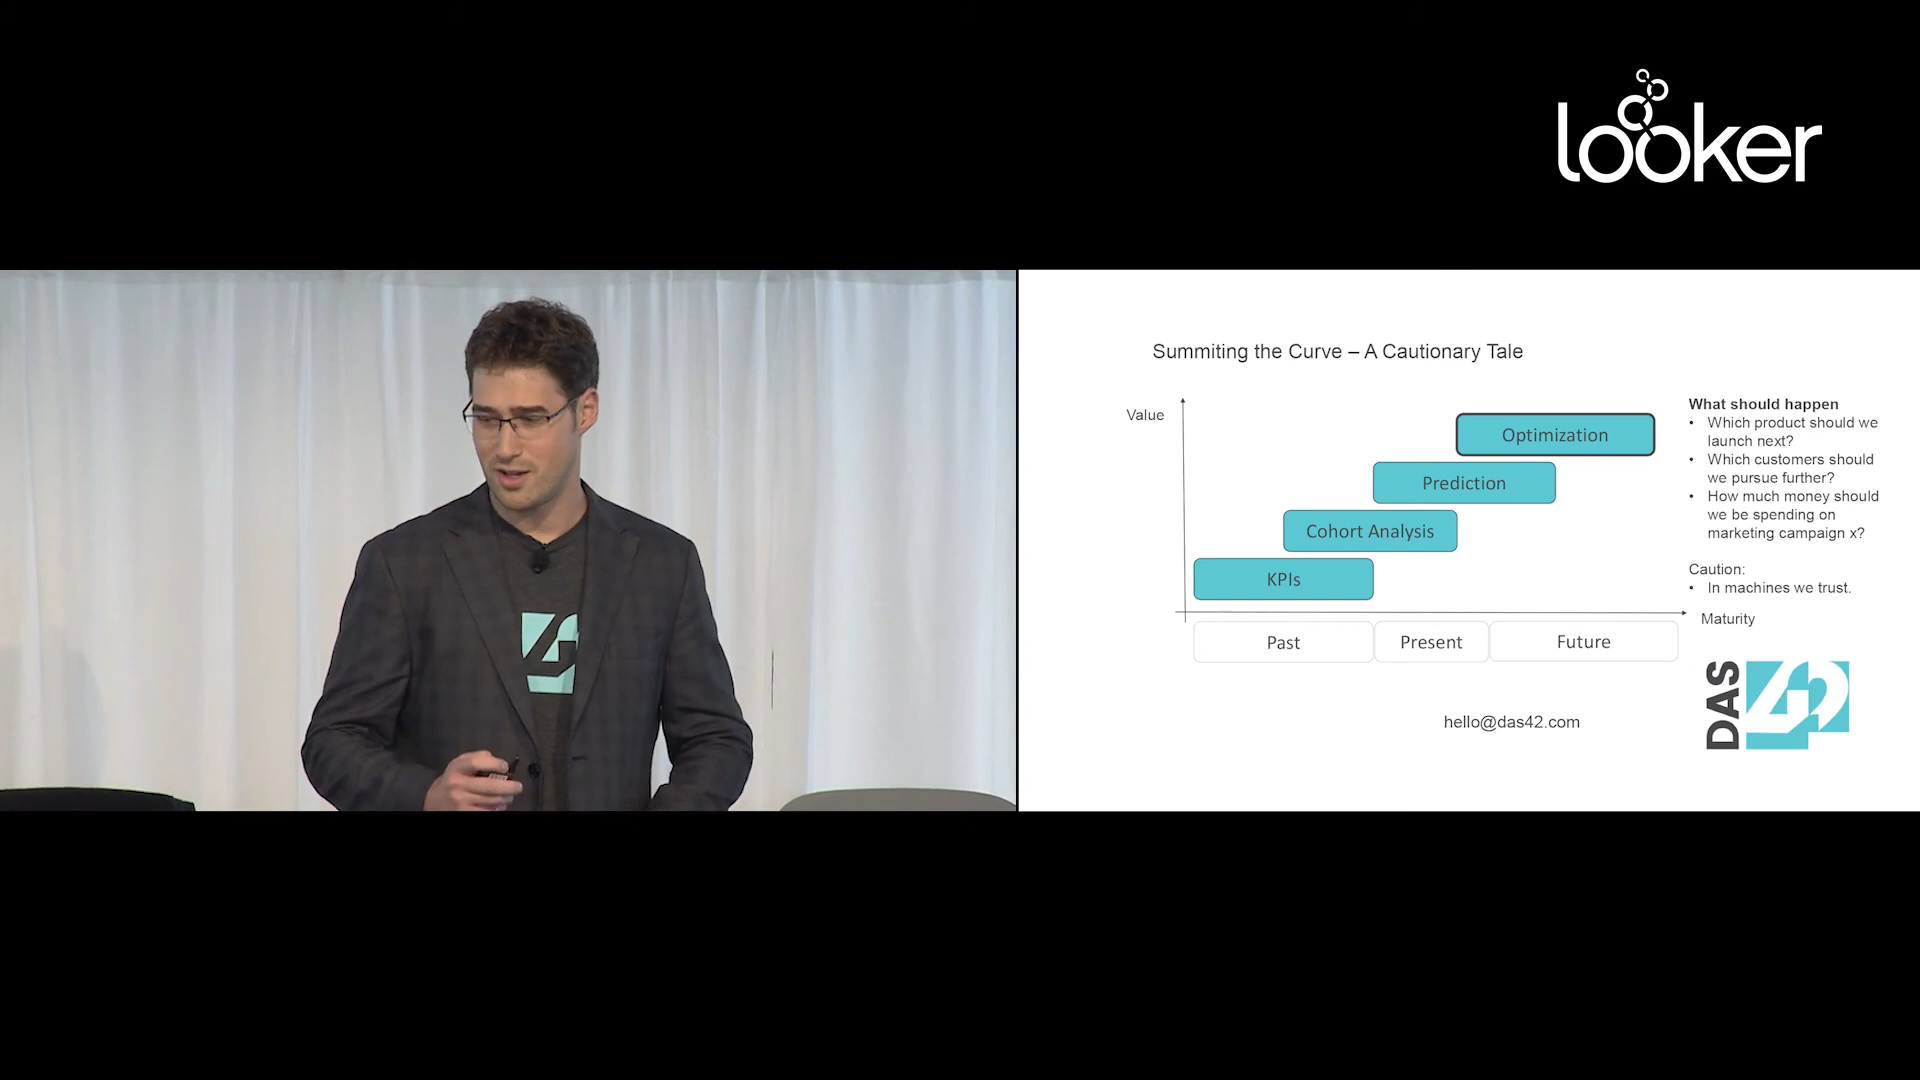 looker
Summiting the Curve – A Cautionary Tale
Value
Optimization
Prediction
Cohort Analysis
KPIs
Past
Present
Future
Maturity
What should happen
• Which product should we
launch next?
• Which customers should
we pursue further?
• How much money should
we be spending on
marketing campaign x?
Caution:
• In machines we trust.
hello@das42.com
DAS
42
42